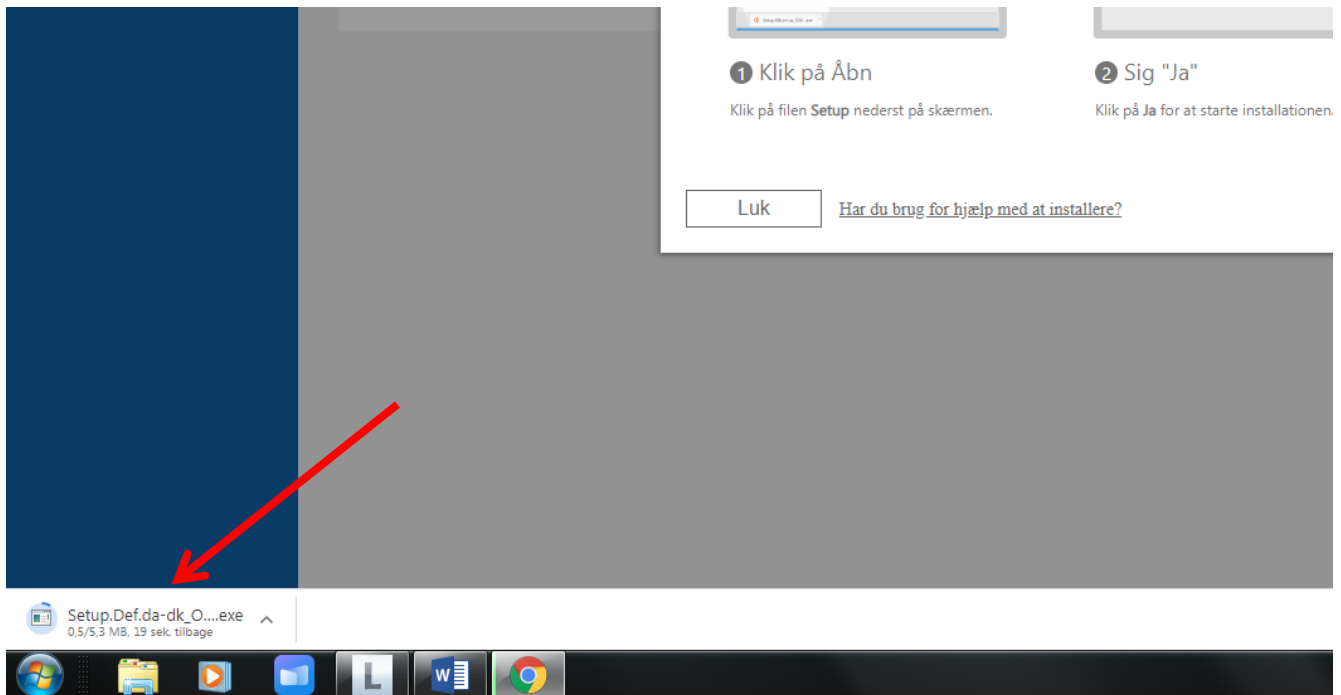 1 Klik på Åbn
Klik på filen Setup nederst på skærmen.
2 Sig "Ja"
Klik på Ja for at starte installationen.
Luk
Har du brug for hjælp med at installere?
Setup.Def.da-dk_O....exe
0,5/5,3 MB, 19 sek. tilbage
L
W